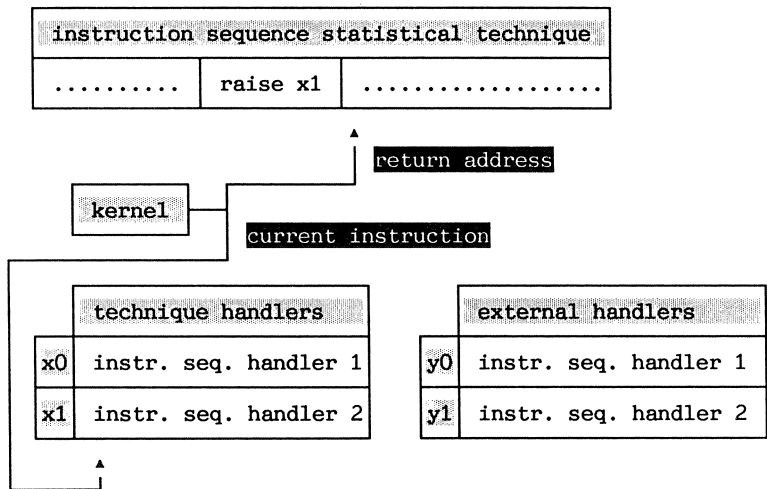 instruction sequence statistical technique
.......... raise x1 ...................
return address
kernel
current instruction
technique handlers
x0 instr. seq. handler 1
x1 instr. seq. handler 2
external handlers
y0 instr. seq. handler 1
y1 instr. seq. handler 2